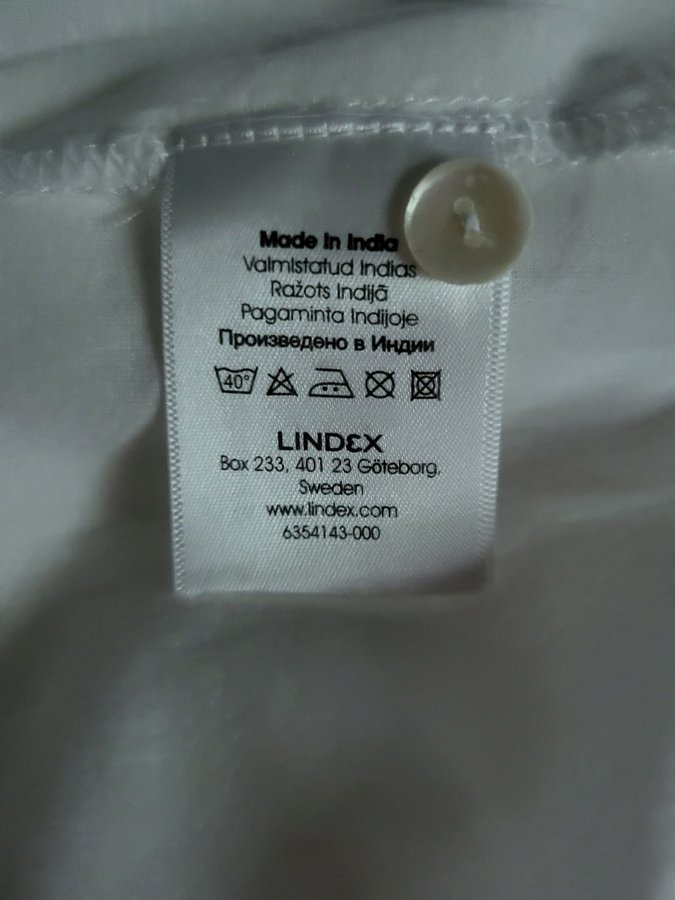 Made in India
Valmistatud Indias
Ražots Indijā
Pagaminta Indijoje
Произведено в Индии
40°
LINDEX
Box 233, 401 23 Göteborg,
Sweden
www.lindex.com
6354143-000